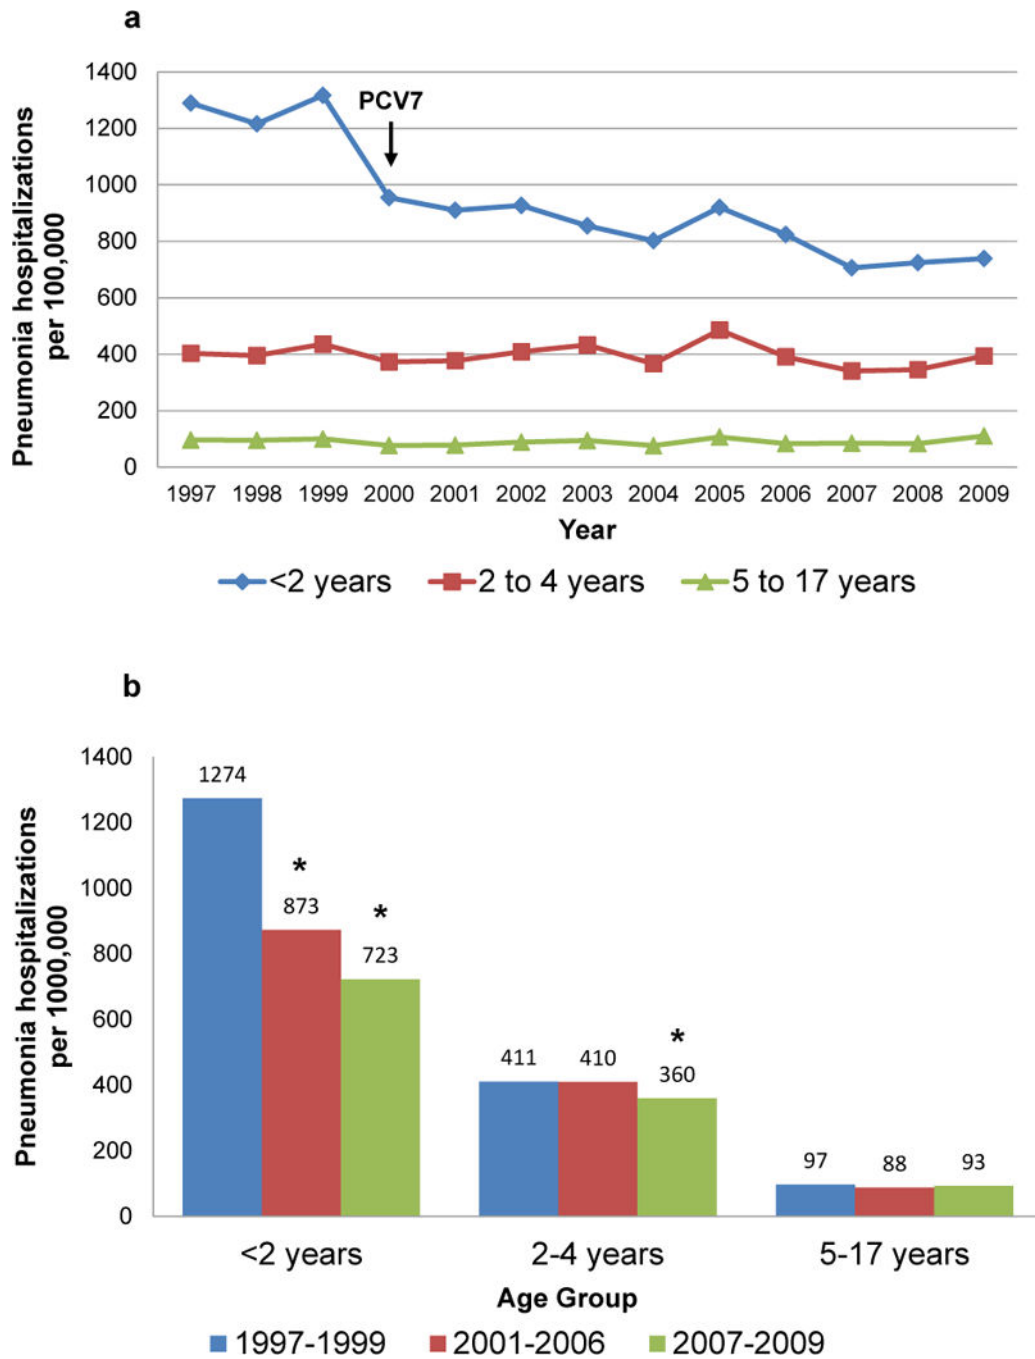 a
Pneumonia hospitalizations
per 100,000
1400
1200
1000
800
600
400
200
0
PCV7
1997 1998 1999 2000 2001 2002 2003 2004 2005 2006 2007 2008 2009
Year
<2 years 2 to 4 years 5 to 17 years
b
Pneumonia hospitalizations
per 1000,000
1400
1200
1000
800
600
400
200
0
1274
*
873
*
723
411 410
*
360
97 88 93
<2 years 2-4 years 5-17 years
Age Group
1997-1999 2001-2006 2007-2009